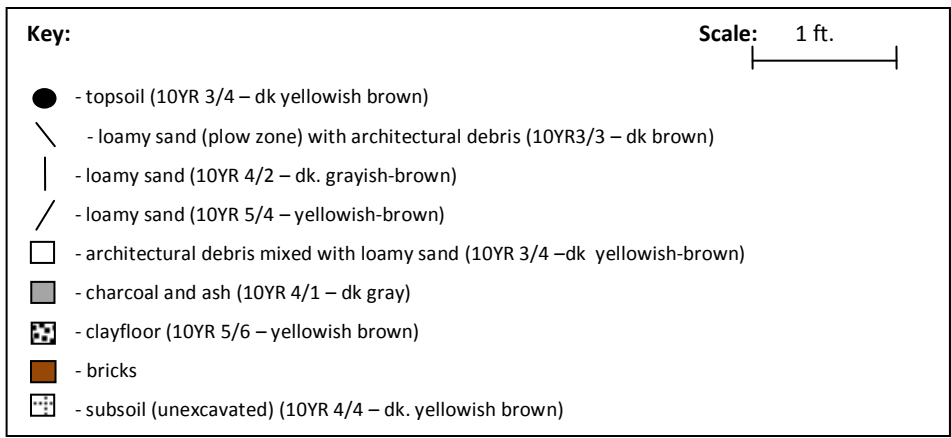 Key: Scale: 1 ft.
- topsoil (10YR 3/4 – dk yellowish brown)
- loamy sand (plow zone) with architectural debris (10YR3/3 – dk brown)
- loamy sand (10YR 4/2 – dk. grayish-brown)
- loamy sand (10YR 5/4 – yellowish-brown)
- architectural debris mixed with loamy sand (10YR 3/4 –dk yellowish-brown)
- charcoal and ash (10YR 4/1 – dk gray)
- clayfloor (10YR 5/6 – yellowish brown)
- bricks
- subsoil (unexcavated) (10YR 4/4 – dk. yellowish brown)